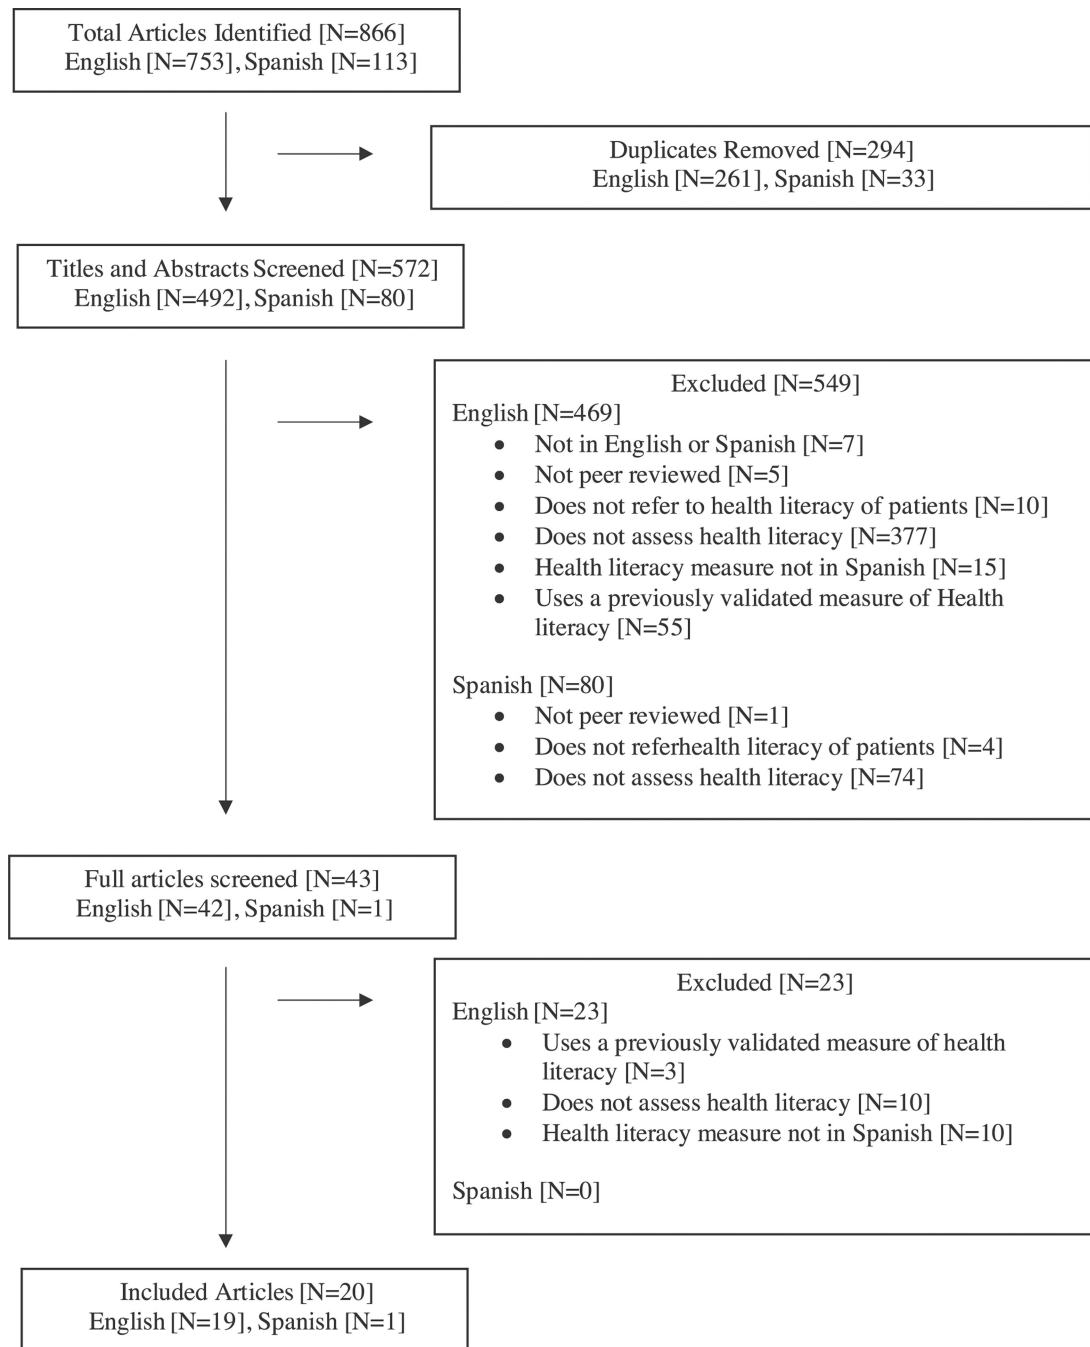 Total Articles Identified [N=866]
English [N=753], Spanish [N=113]
Duplicates Removed [N=294]
English [N=261], Spanish [N=33]
Titles and Abstracts Screened [N=572]
English [N=492], Spanish [N=80]
Excluded [N=549]
English [N=469]
• Not in English or Spanish [N=7]
• Not peer reviewed [N=5]
• Does not refer to health literacy of patients [N=10]
• Does not assess health literacy [N=377]
• Health literacy measure not in Spanish [N=15]
• Uses a previously validated measure of Health
literacy [N=55]
Spanish [N=80]
• Not peer reviewed [N=1]
• Does not referhealth literacy of patients [N=4]
• Does not assess health literacy [N=74]
Full articles screened [N=43]
English [N=42], Spanish [N=1]
Excluded [N=23]
English [N=23]
• Uses a previously validated measure of health
literacy [N=3]
• Does not assess health literacy [N=10]
• Health literacy measure not in Spanish [N=10]
Spanish [N=0]
Included Articles [N=20]
English [N=19], Spanish [N=1]